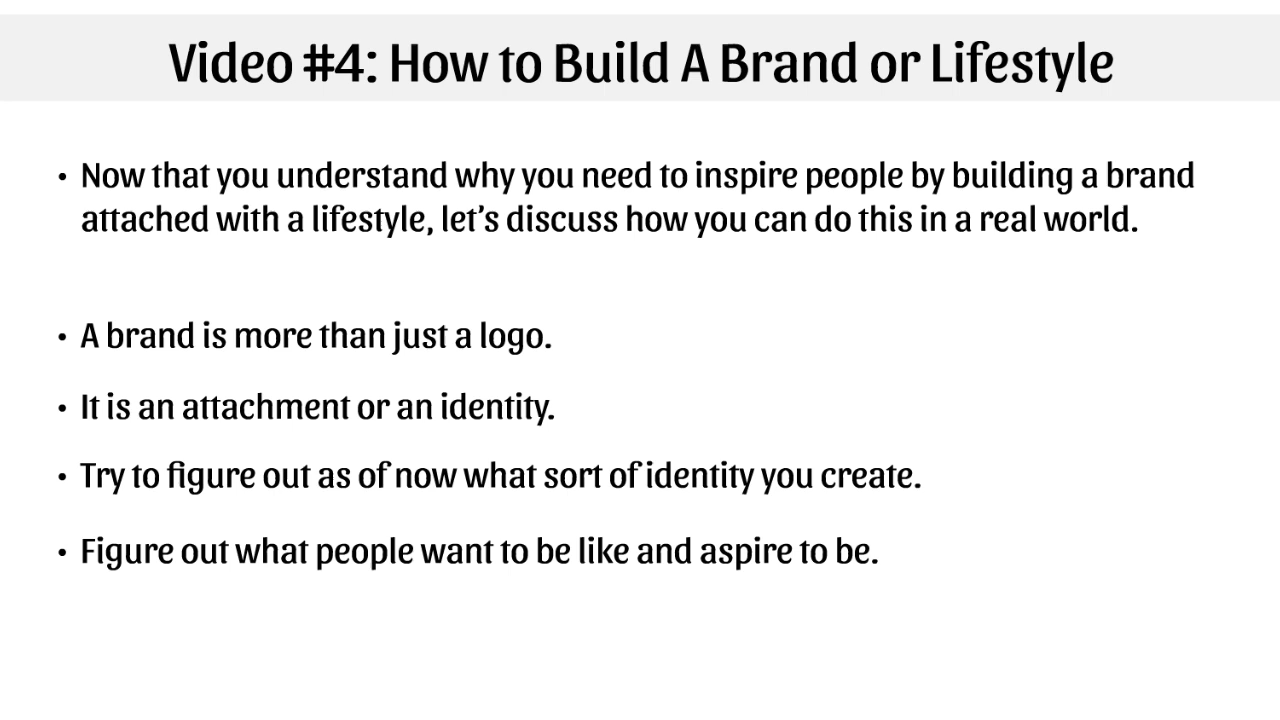 Video #4: How to Build A Brand or Lifestyle
• Now that you understand why you need to inspire people by building a brand
attached with a lifestyle, let’s discuss how you can do this in a real world.
• A brand is more than just a logo.
• It is an attachment or an identity.
• Try to figure out as of now what sort of identity you create.
• Figure out what people want to be like and aspire to be.